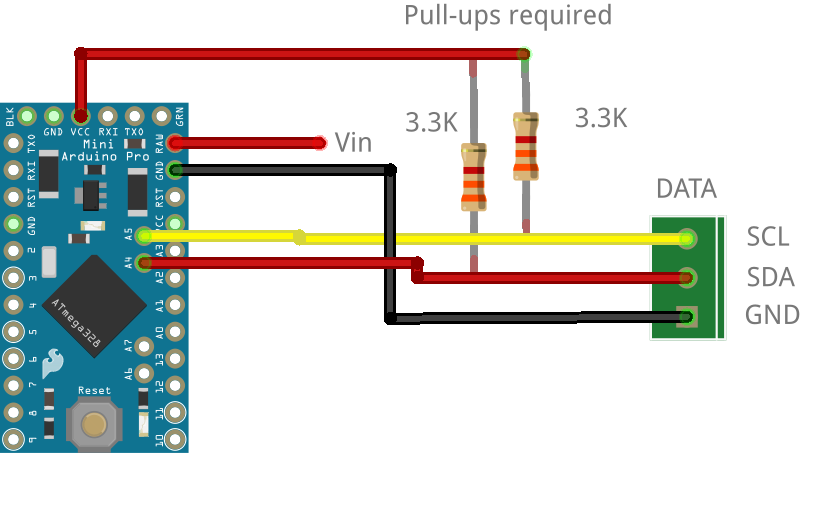 Pull-ups required
BLK
GND VCC RXI TXO
GRN
Mini
Arduino Pro
TXO
RXI
RST
GND
2
3
4
5
6
7
8
9
RAW
GND
RST
VCC
A3
A2
A1
A0
13
12
11
10
A5
A4
A7
A6
ATmega328
Reset
Vin
3.3K
3.3K
DATA
SCL
SDA
GND